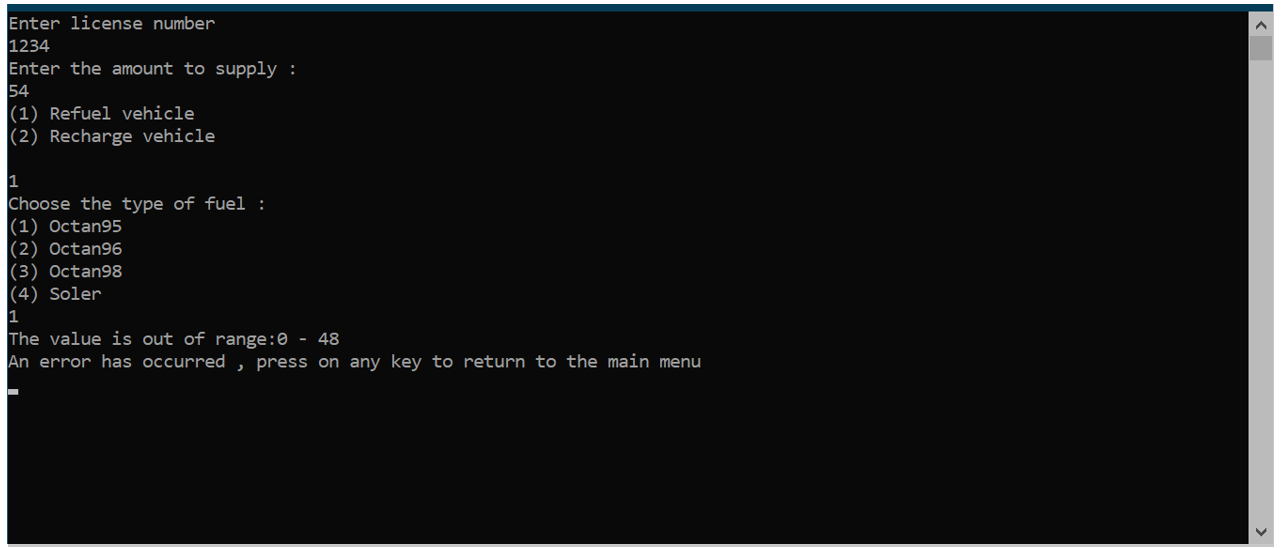 Enter license number
1234
Enter the amount to supply :
54
(1) Refuel vehicle
(2) Recharge vehicle
1
Choose the type of fuel :
(1) Octan95
(2) Octan96
(3) Octan98
(4) Soler
1
The value is out of range:0 - 48
An error has occurred , press on any key to return to the main menu